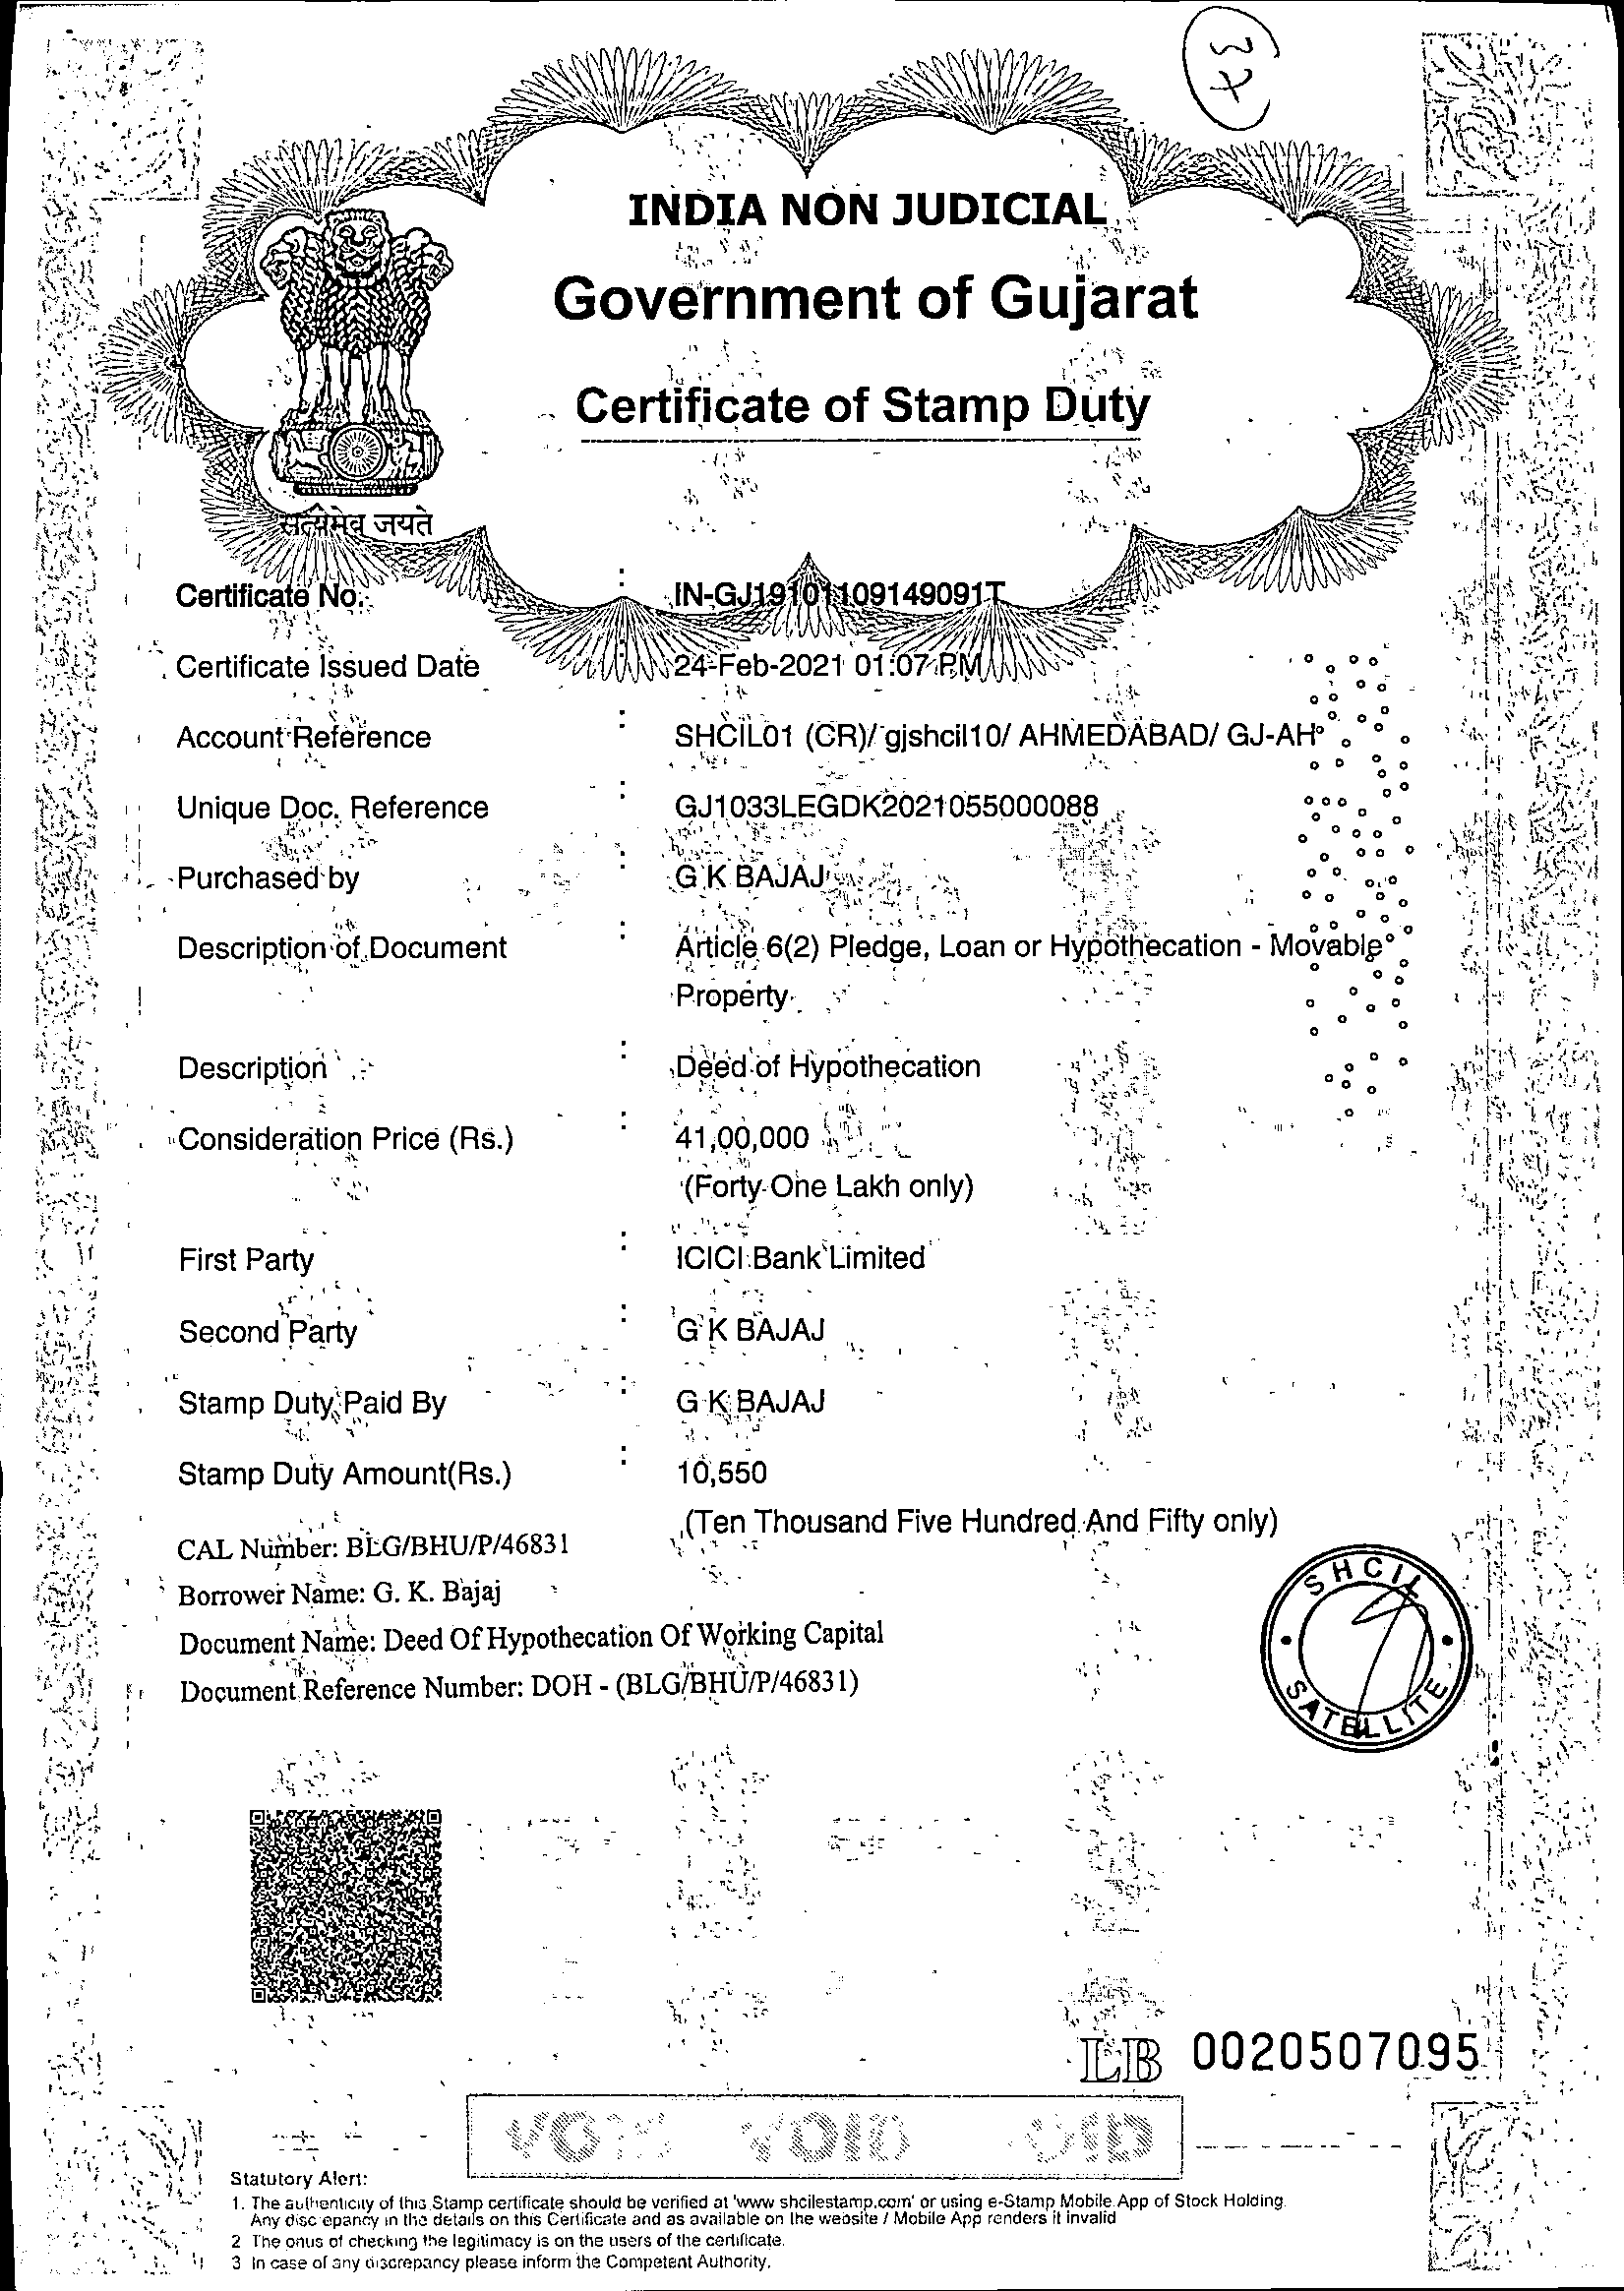 37
INDIA NON JUDICIAL
Government of Gujarat
Certificate of Stamp Duty
सत्यमेव जयते
Certificate No. : IN-GJ19101109149091T
Certificate Issued Date : 24-Feb-2021 01:07 PM
Account Reference : SHCIL01 (CR)/ gjshcil10/ AHMEDABAD/ GJ-AH
Unique Doc. Reference : GJ1033LEGDK2021055000088
Purchased by : G K BAJAJ
Description of Document : Article 6(2) Pledge, Loan or Hypothecation - Movable
Property
Description : Deed of Hypothecation
Consideration Price (Rs.) : 41,00,000
(Forty One Lakh only)
First Party : ICICI Bank Limited
Second Party : G K BAJAJ
Stamp Duty Paid By : G K BAJAJ
Stamp Duty Amount(Rs.) : 10,550
(Ten Thousand Five Hundred And Fifty only)
CAL Number: BLG/BHU/P/46831
Borrower Name: G. K. Bajaj
Document Name: Deed Of Hypothecation Of Working Capital
Document Reference Number: DOH - (BLG/BHU/P/46831)
SHCIL
SATELLITE
LB 0020507095
VOID VOID VOID
Statutory Alert:
1. The authenticity of this Stamp certificate should be verified at 'www shcilestamp.com' or using e-Stamp Mobile App of Stock Holding.
Any discrepancy in the details on this Certificate and as available on the website / Mobile App renders it invalid
2 The onus of checking the legitimacy is on the users of the certificate.
3 In case of any discrepancy please inform the Competent Authority.